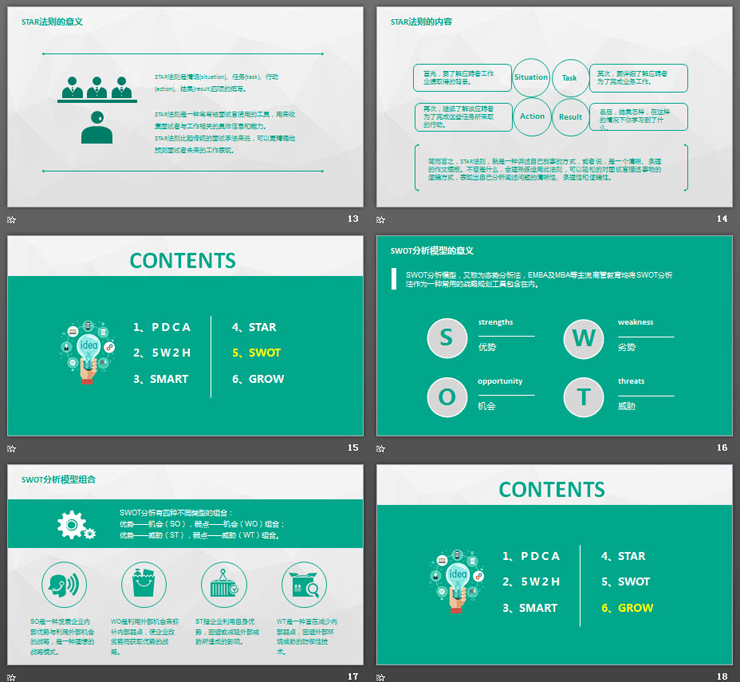 STAR法则的意义
STAR法则是情境(situation)、任务(task)、行动
(action)、结果(result)四项的缩写。
STAR法则是一种常常被面试官使用的工具，用来收
集面试者与工作相关的具体信息和能力。
STAR法则比起传统的面试手法来说，可以更精确地
预测面试者未来的工作表现。
13
STAR法则的内容
首先，要了解应聘者工作
业绩取得的背景。
Situation
Task
其次，要详细了解应聘者
为了完成业务工作。
再次，继续了解该应聘者
为了完成这些任务所采取
的行动。
Action
Result
最后，结果怎样，在这样
的情况下你学习到了什
么。
简而言之，STAR法则，就是一种讲述自己故事的方式，或者说，是一个清晰、条理
的作文模板。不管是什么，合理熟练运用此法则，可以轻松的对面试官描述事物的
逻辑方式，表现出自己分析阐述问题的清晰性、条理性和逻辑性。
14
CONTENTS
idea
1、P D C A
2、5 W 2 H
3、SMART
4、STAR
5、SWOT
6、GROW
15
SWOT分析模型的意义
SWOT分析模型，又称为态势分析法，EMBA及MBA等主流商管教育均将SWOT分析
法作为一种常用的战略规划工具包含在内。
S
strengths
优势
W
weakness
劣势
O
opportunity
机会
T
threats
威胁
16
SWOT分析模型组合
SWOT分析有四种不同类型的组合：
优势——机会（SO），弱点——机会（WO）组合；
优势——威胁（ST），弱点——威胁（WT）组合。
SO是一种发展企业内
部优势与利用外部机会
的战略，是一种理想的
战略模式。
WO是利用外部机会来弥
补内部弱点，使企业改
劣势而获取优势的战
略。
ST指企业利用自身优
势，回避或减轻外部威
胁所造成的影响。
WT是一种旨在减少内
部弱点，回避外部环
境威胁的防御性技
术。
17
CONTENTS
idea
1、P D C A
2、5 W 2 H
3、SMART
4、STAR
5、SWOT
6、GROW
18